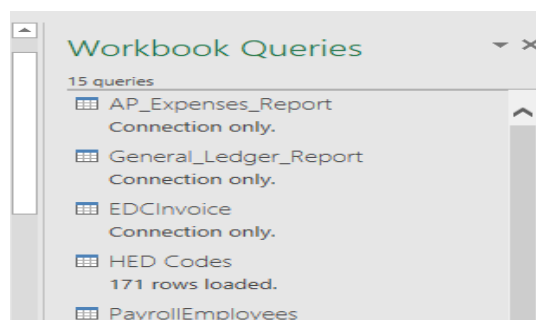 Workbook Queries
15 queries
AP_Expenses_Report
Connection only.
General_Ledger_Report
Connection only.
EDCInvoice
Connection only.
HED Codes
171 rows loaded.
PayrollEmployees